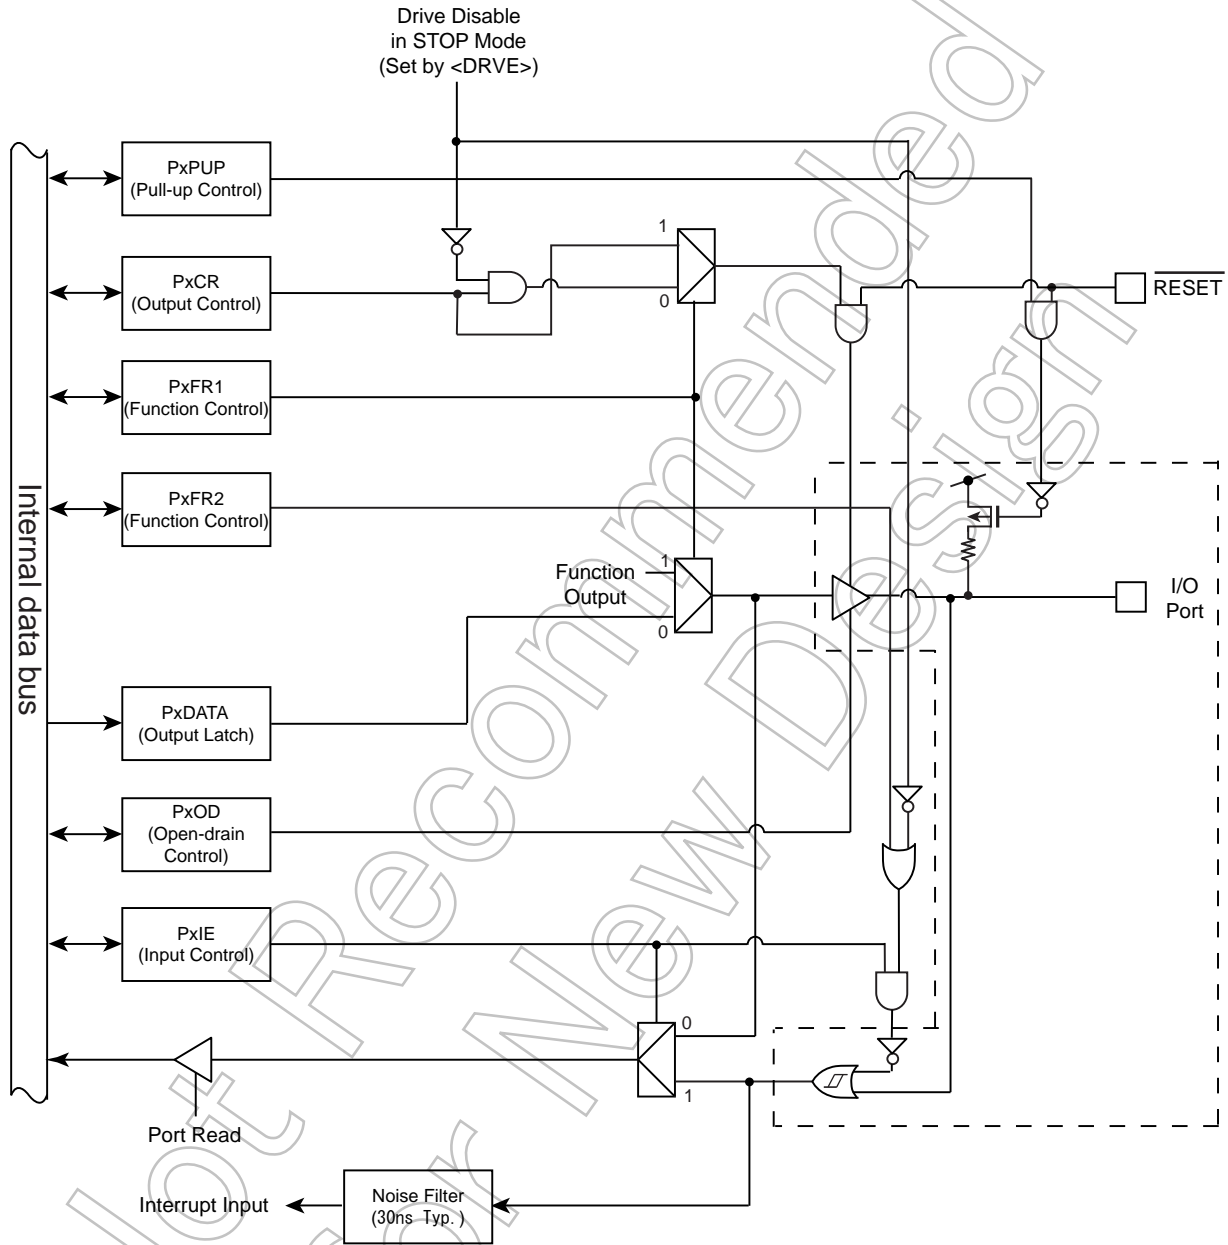 Drive Disable
in STOP Mode
(Set by <DRVE>)
PxPUP
(Pull-up Control)
1
PxCR
(Output Control)
0
RESET
PxFR1
(Function Control)
Internal data bus
PxFR2
(Function Control)
1
Function
Output
0
I/O
Port
PxDATA
(Output Latch)
PxOD
(Open-drain
Control)
PxIE
(Input Control)
0
1
Port Read
Interrupt Input
Noise Filter
(30ns Typ.)
Not Recommended
for New Design